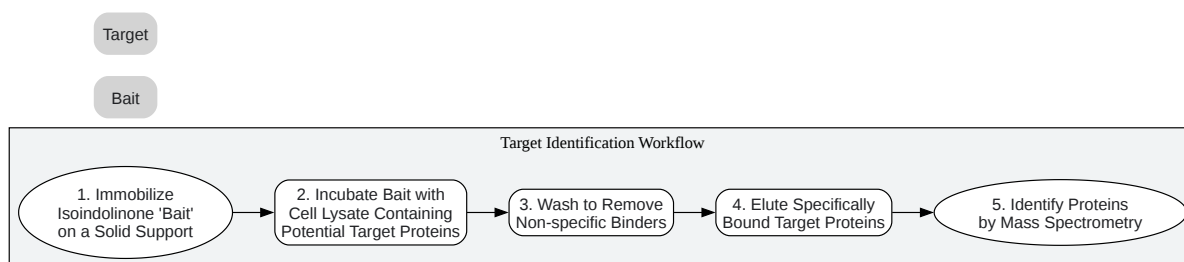 Target
Bait
Target Identification Workflow
1. Immobilize
Isoindolinone 'Bait'
on a Solid Support
2. Incubate Bait with
Cell Lysate Containing
Potential Target Proteins
3. Wash to Remove
Non-specific Binders
4. Elute Specifically
Bound Target Proteins
5. Identify Proteins
by Mass Spectrometry